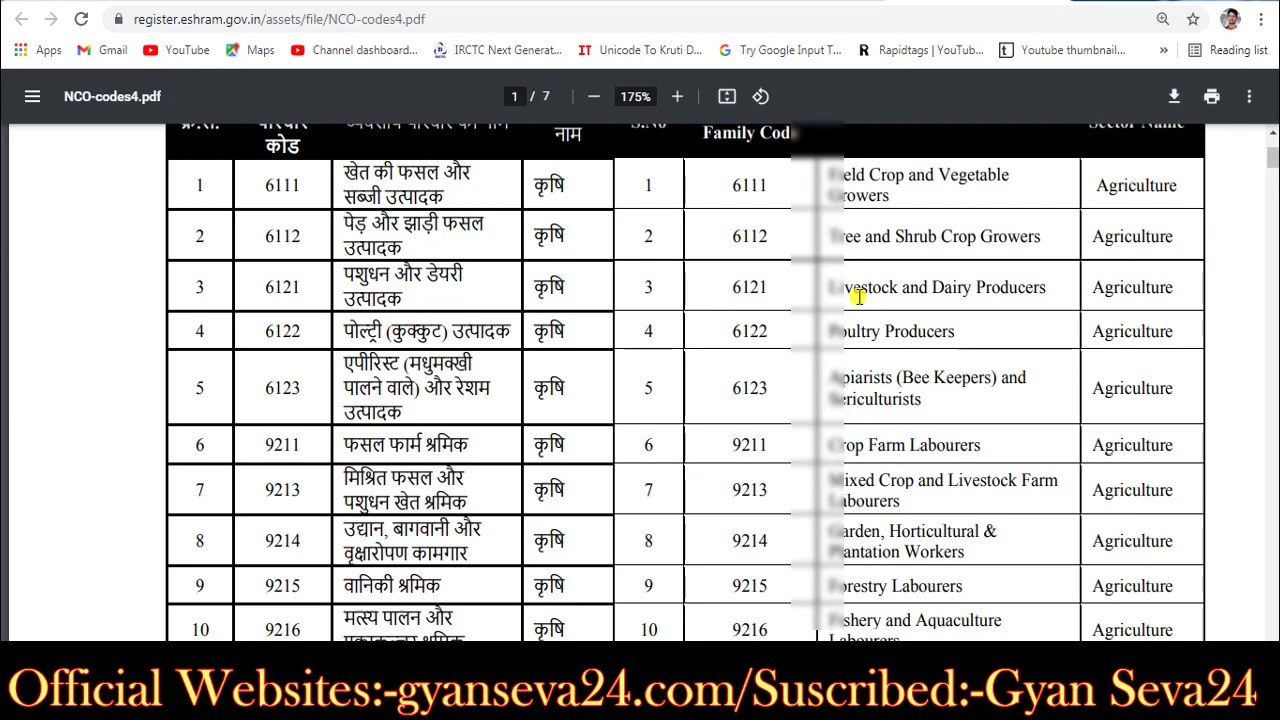 register.eshram.gov.in/assets/file/NCO-codes4.pdf
Apps Gmail YouTube Maps Channel dashboard... IRCTC Next Generat... Unicode To Kruti D... Try Google Input T... Rapidtags | YouTub... Youtube thumbnail... » Reading list
NCO-codes4.pdf 1 / 7 175%
कोड नाम Family Cod Sector Name
1 6111 खेत की फसल और सब्जी उत्पादक कृषि 1 6111 Field Crop and Vegetable Growers Agriculture
2 6112 पेड़ और झाड़ी फसल उत्पादक कृषि 2 6112 Tree and Shrub Crop Growers Agriculture
3 6121 पशुधन और डेयरी उत्पादक कृषि 3 6121 Livestock and Dairy Producers Agriculture
4 6122 पोल्ट्री (कुक्कुट) उत्पादक कृषि 4 6122 Poultry Producers Agriculture
5 6123 एपीरिस्ट (मधुमक्खी पालने वाले) और रेशम उत्पादक कृषि 5 6123 Apiarists (Bee Keepers) and Sericulturists Agriculture
6 9211 फसल फार्म श्रमिक कृषि 6 9211 Crop Farm Labourers Agriculture
7 9213 मिश्रित फसल और पशुधन खेत श्रमिक कृषि 7 9213 Mixed Crop and Livestock Farm Labourers Agriculture
8 9214 उद्यान, बागवानी और वृक्षारोपण कामगार कृषि 8 9214 Garden, Horticultural & Plantation Workers Agriculture
9 9215 वानिकी श्रमिक कृषि 9 9215 Forestry Labourers Agriculture
10 9216 मत्स्य पालन और कृषि 10 9216 Fishery and Aquaculture Labourers Agriculture
Official Websites:-gyanseva24.com/Suscribed:-Gyan Seva24